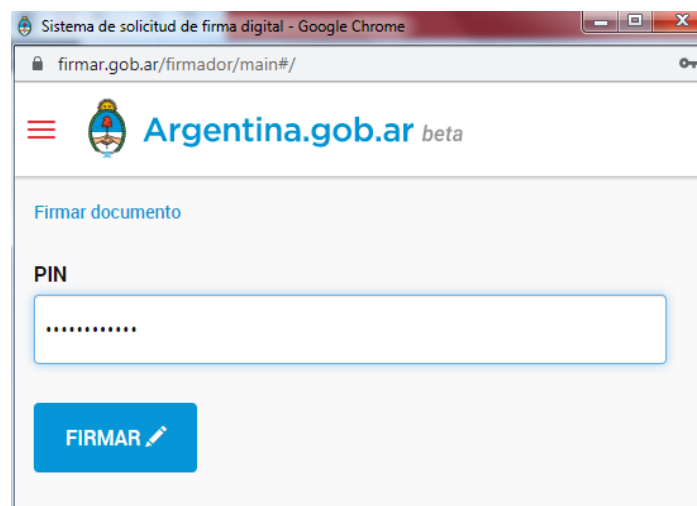 Sistema de solicitud de firma digital - Google Chrome
firmar.gob.ar/firmador/main#/
Argentina.gob.ar beta
Firmar documento
PIN
••••••••••••
FIRMAR